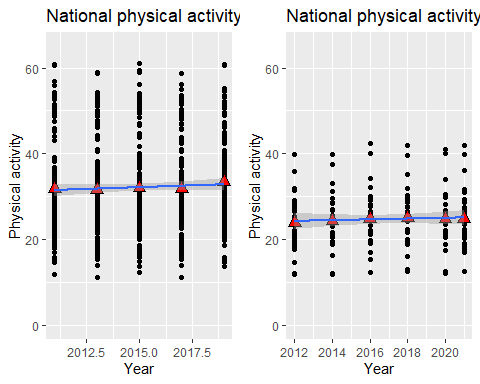 National physical activity
National physical activity
Physical activity
60
40
20
0
2012.5
2015.0
2017.5
Year
Physical activity
60
40
20
0
2012
2014
2016
2018
2020
Year